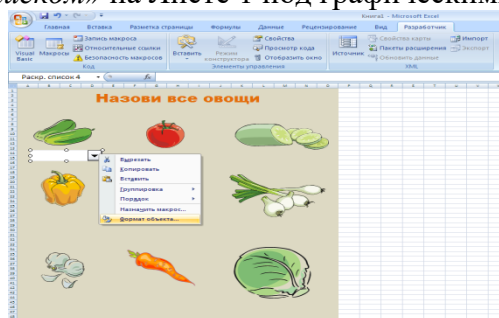 иском» на Листе 1 под графическим
Книга1 - Microsoft Excel
Главная Вставка Разметка страницы Формулы Данные Рецензирование Вид Разработчик
Visual Basic Макросы Запись макроса Относительные ссылки Безопасность макросов Код
Вставить Режим конструктора Свойства Просмотр кода Отобразить окно Элементы управления
Источник Свойства карты Пакеты расширения Обновить данные Импорт Экспорт XML
Раскр. список 4 fx
Назови все овощи
Вырезать
Копировать
Вставить
Группировка
Порядок
Назначить макрос...
Формат объекта...